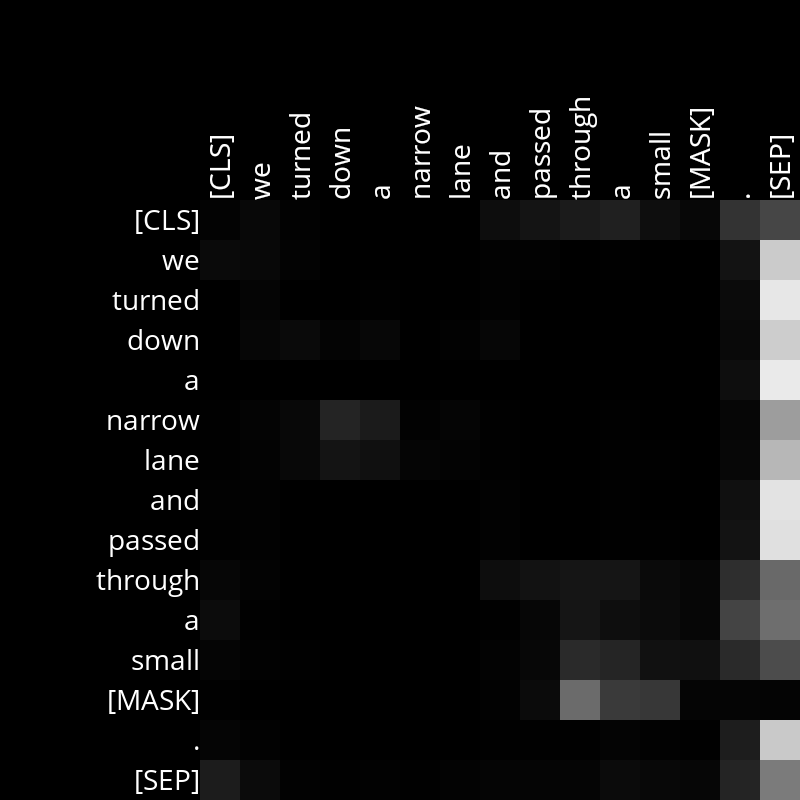 [CLS] we turned down a narrow lane and passed through a small [MASK] . [SEP]
[CLS]
we
turned
down
a
narrow
lane
and
passed
through
a
small
[MASK]
.
[SEP]